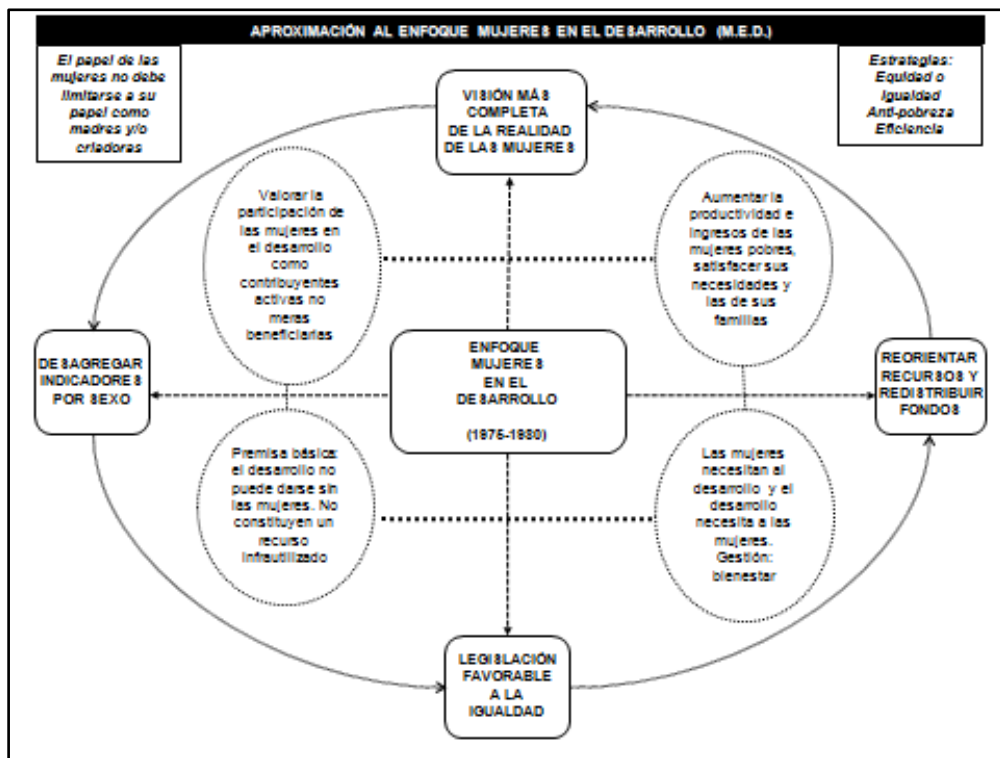 APROXIMACIÓN AL ENFOQUE MUJERES EN EL DESARROLLO (M.E.D.)
El papel de las
mujeres no debe
limitarse a su
papel como
madres y/o
criadoras
Estrategias:
Equidad o
Igualdad
Anti-pobreza
Eficiencia
VISIÓN MÁS
COMPLETA
DE LA REALIDAD
DE LAS MUJERES
Valorar la
participación de
las mujeres en
el desarrollo
como
contribuyentes
activas no
meras
beneficiarias
Aumentar la
productividad e
ingresos de las
mujeres pobres,
satisfacer sus
necesidades y
las de sus
familias
DESAGREGAR
INDICADORES
POR SEXO
ENFOQUE
MUJERES
EN EL
DESARROLLO
(1975-1980)
REORIENTAR
RECURSOS Y
REDISTRIBUIR
FONDOS
Premisa básica:
el desarrollo no
puede darse sin
las mujeres. No
constituyen un
recurso
infrautilizado
Las mujeres
necesitan al
desarrollo y el
desarrollo
necesita a las
mujeres.
Gestión:
bienestar
LEGISLACIÓN
FAVORABLE
A LA
IGUALDAD